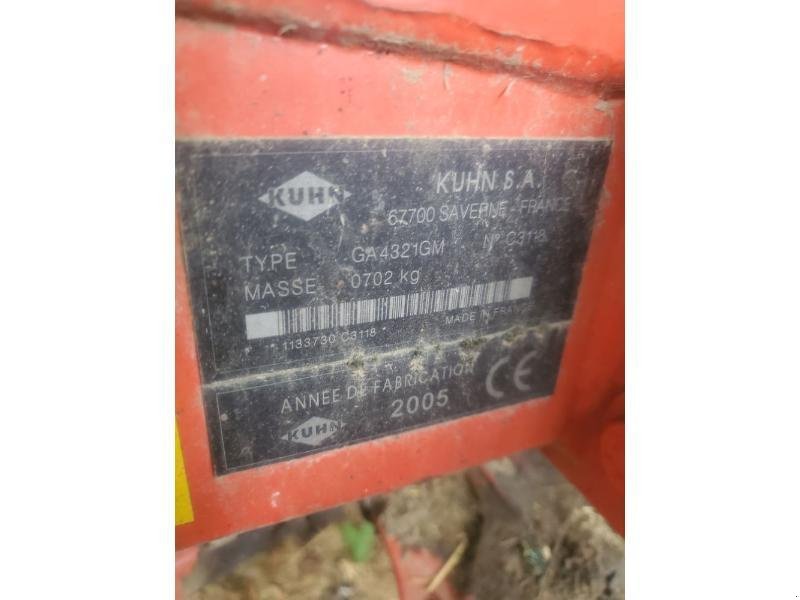 KUHN
KUHN S.A.
67700 SAVERNE - FRANCE
TYPE GA4321GM N° C3118
MASSE 0702 kg
1133730 C3118 MADE IN FRANCE
ANNEE DE FABRICATION CE
KUHN 2005